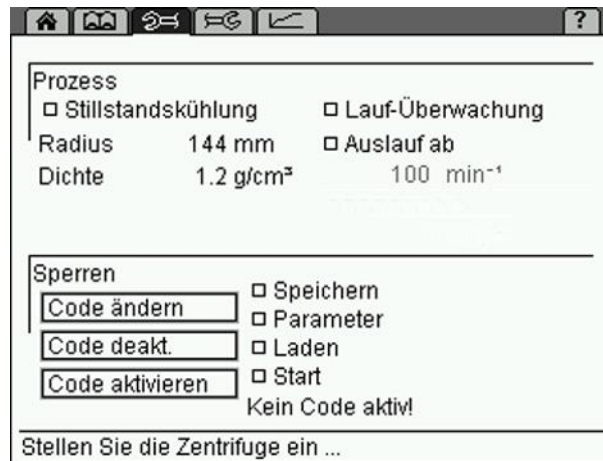 ?
Prozess
Stillstandskühlung
Lauf-Überwachung
Radius 144 mm
Auslauf ab
Dichte 1.2 g/cm³
100 min⁻¹
Sperren
Code ändern
Speichern
Parameter
Code deakt.
Laden
Code aktivieren
Start
Kein Code aktiv!
Stellen Sie die Zentrifuge ein ...